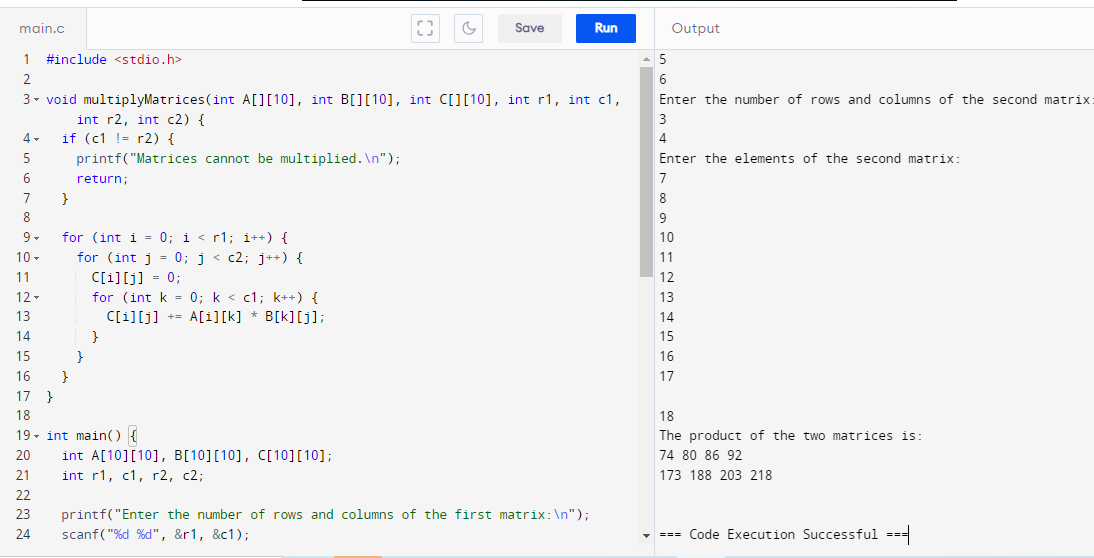 main.c
Save
Run
Output
1 #include <stdio.h>
2
3 void multiplyMatrices(int A[][10], int B[][10], int C[][10], int r1, int c1,
int r2, int c2) {
4 if (c1 != r2) {
5 printf("Matrices cannot be multiplied.\n");
6 return;
7 }
8
9 for (int i = 0; i < r1; i++) {
10 for (int j = 0; j < c2; j++) {
11 C[i][j] = 0;
12 for (int k = 0; k < c1; k++) {
13 C[i][j] += A[i][k] * B[k][j];
14 }
15 }
16 }
17 }
18
19 int main() {
20 int A[10][10], B[10][10], C[10][10];
21 int r1, c1, r2, c2;
22
23 printf("Enter the number of rows and columns of the first matrix:\n");
24 scanf("%d %d", &r1, &c1);
5
6
Enter the number of rows and columns of the second matrix:
3
4
Enter the elements of the second matrix:
7
8
9
10
11
12
13
14
15
16
17
18
The product of the two matrices is:
74 80 86 92
173 188 203 218
=== Code Execution Successful ===